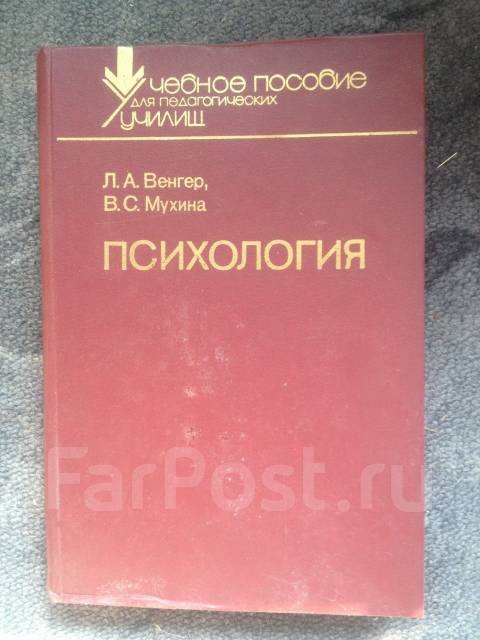 Учебное пособие
для педагогических
училищ
Л. А. Венгер,
В. С. Мухина
ПСИХОЛОГИЯ
FarPost.ru